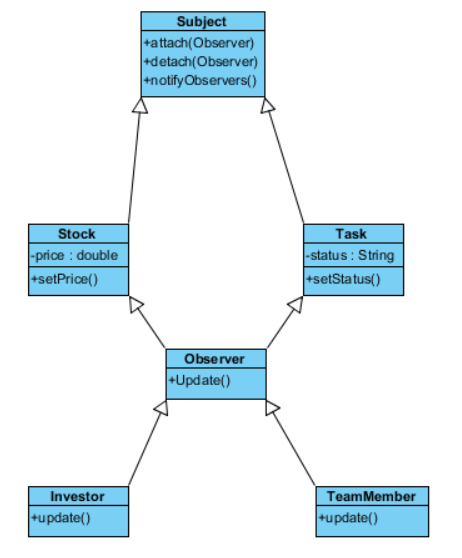 Subject
+attach(Observer)
+detach(Observer)
+notifyObservers()
Stock
-price : double
+setPrice()
Task
-status : String
+setStatus()
Observer
+Update()
Investor
+update()
TeamMember
+update()